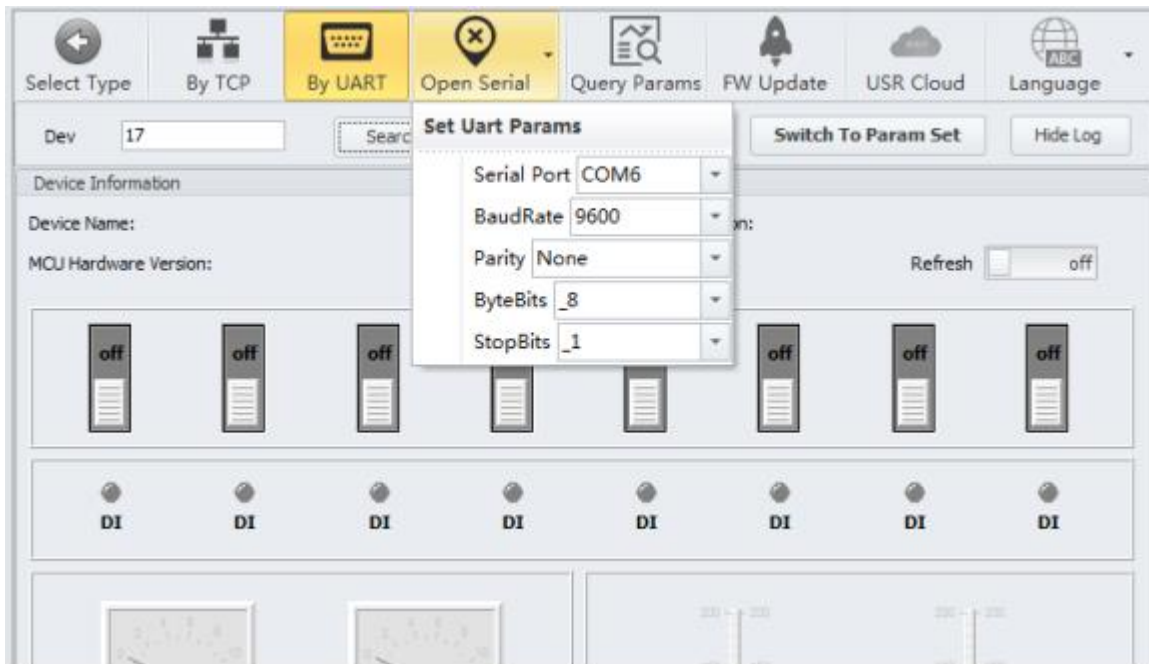 Select Type By TCP By UART Open Serial Query Params FW Update USR Cloud ABC Language
Dev 17 Searc Switch To Param Set Hide Log
Set Uart Params
Serial Port COM6
BaudRate 9600
Parity None
ByteBits _8
StopBits _1
Device Information
Device Name: on:
MCU Hardware Version: Refresh off
off off off off off off
DI DI DI DI DI DI DI DI